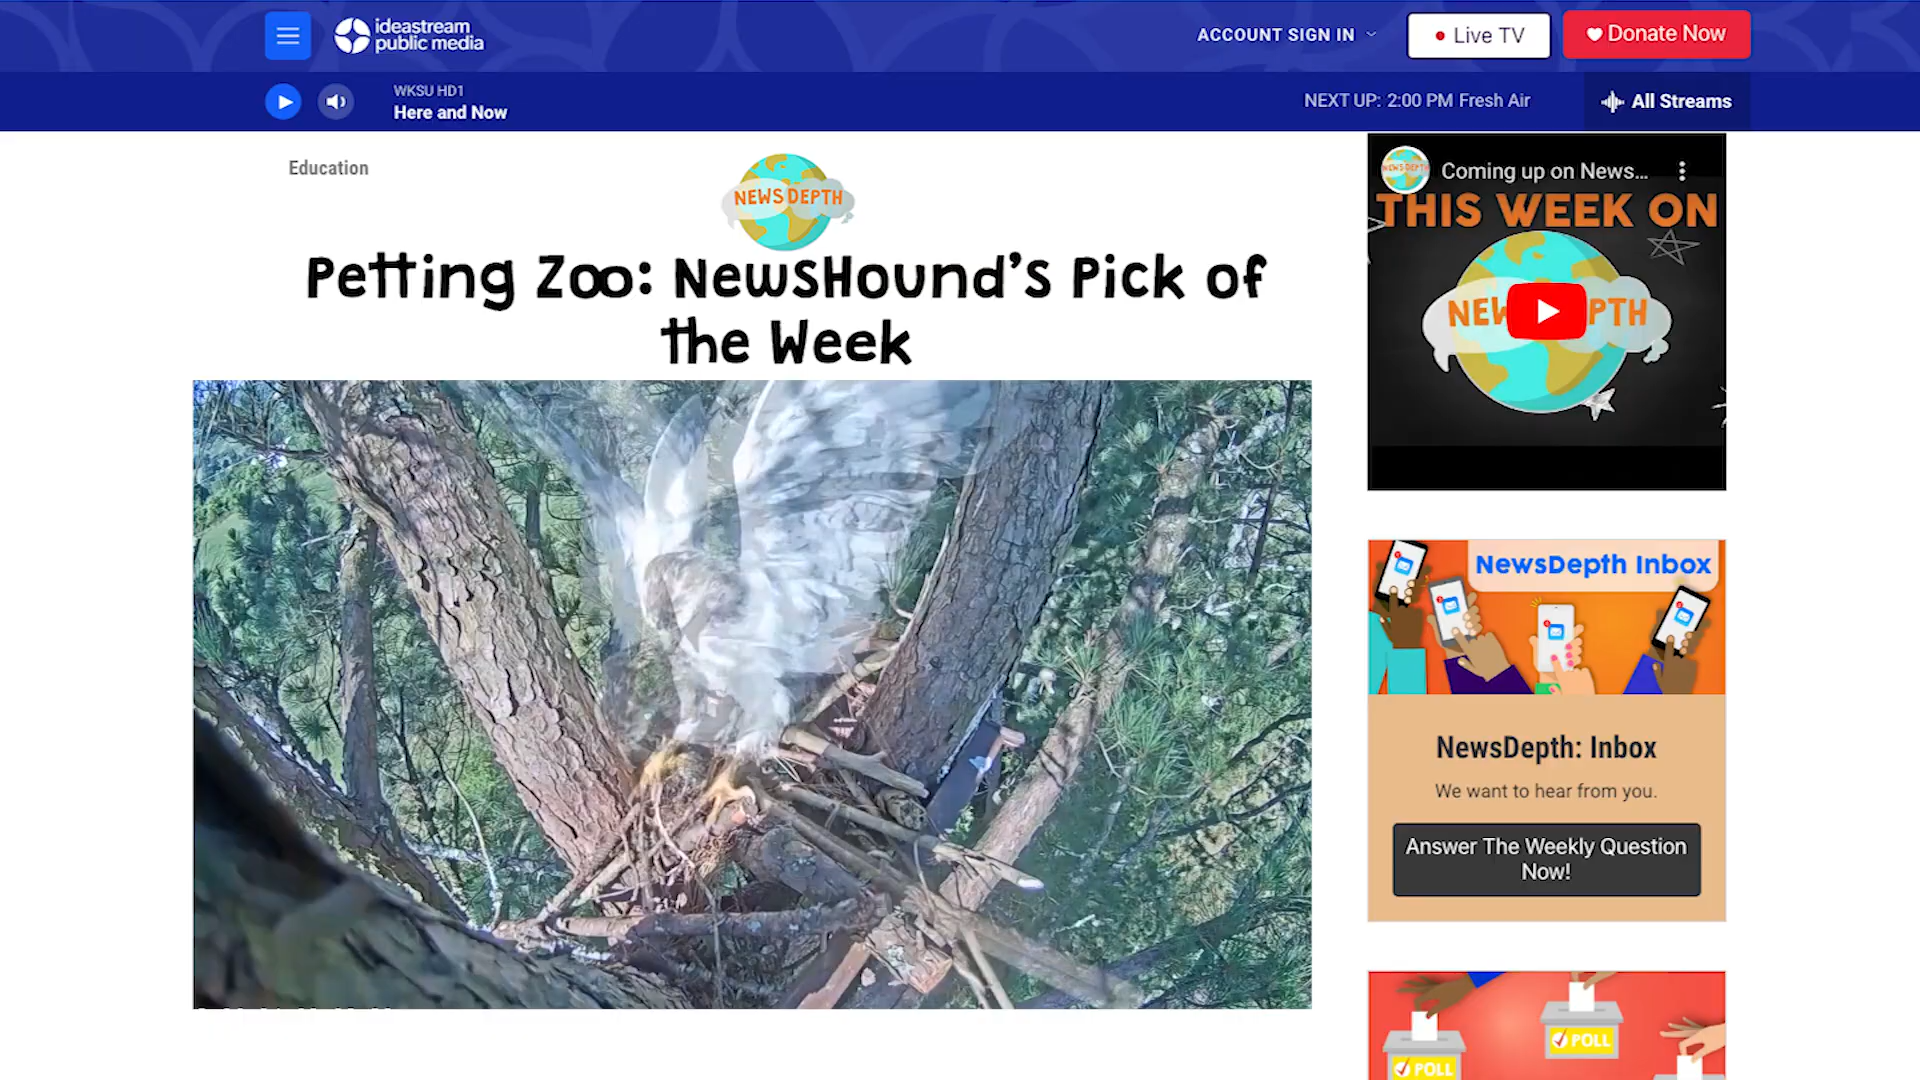 ideastream
public media
ACCOUNT SIGN IN
Live TV
Donate Now
WKSU HD1
Here and Now
NEXT UP: 2:00 PM Fresh Air
All Streams
Education
NEWSDEPTH
Petting Zoo: NewsHound's Pick of
the Week
NEWSDEPTH
Coming up on News...
THIS WEEK ON
NEW PTH
NewsDepth Inbox
NewsDepth: Inbox
We want to hear from you.
Answer The Weekly Question
Now!
POLL
POLL